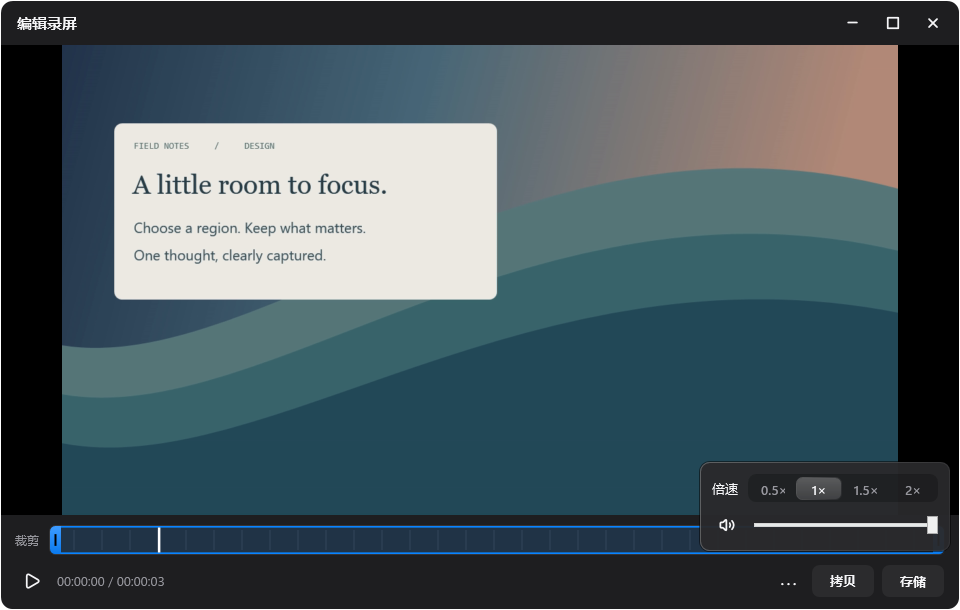 编辑录屏
FIELD NOTES / DESIGN
A little room to focus.
Choose a region. Keep what matters.
One thought, clearly captured.
倍速 0.5× 1× 1.5× 2×
裁剪
00:00:00 / 00:00:03
... 拷贝 存储